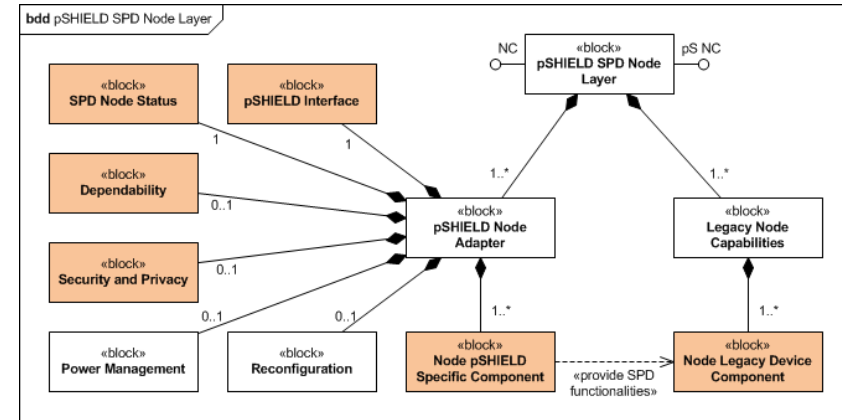 bdd pSHIELD SPD Node Layer
NC
«block»
pSHIELD SPD Node
Layer
pS NC
«block»
SPD Node Status
«block»
pSHIELD Interface
1
1
1..*
1..*
«block»
Dependability
0..1
«block»
pSHIELD Node
Adapter
«block»
Legacy Node
Capabilities
«block»
Security and Privacy
0..1
0..1
0..1
1..*
1..*
«block»
Power Management
«block»
Reconfiguration
«block»
Node pSHIELD
Specific Component
«provide SPD
functionalities»
«block»
Node Legacy Device
Component